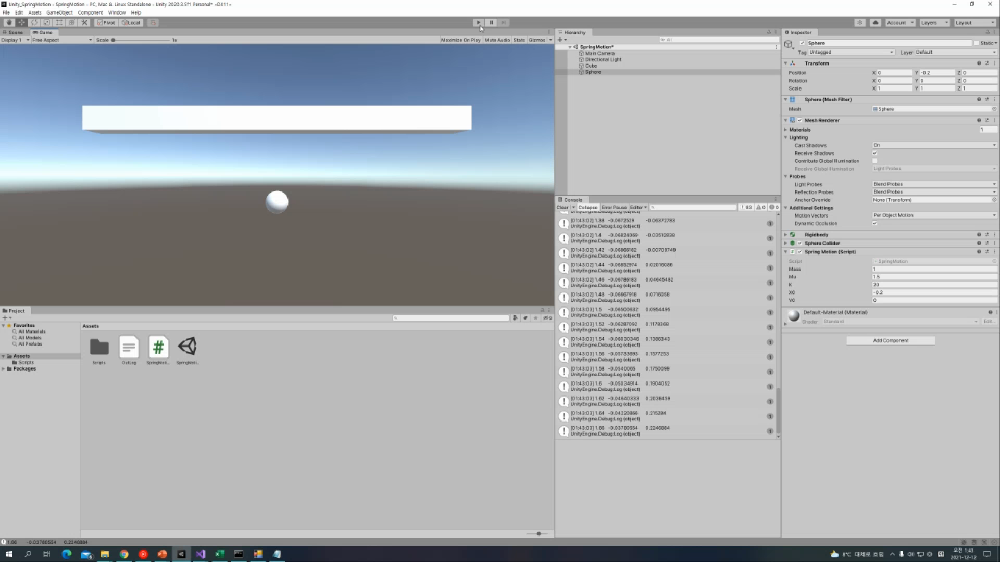 Unity_SpringMotion - SpringMotion - PC, Mac & Linux Standalone - Unity 2020.3.5f1 Personal* <DX11>
File Edit Assets GameObject Component Window Help
Pivot Local Account Layers Layout
Scene Game
Display 1 Free Aspect Scale 1x Maximize On Play Mute Audio Stats Gizmos
Hierarchy
All
SpringMotion*
Main Camera
Directional Light
Cube
Sphere
Console
Clear Collapse Error Pause Editor 83 0 0
UnityEngine.Debug:Log (object)
[01:43:02] 1.38 -0.0672529 -0.06372783
UnityEngine.Debug:Log (object) 1
[01:43:02] 1.4 -0.06824069 -0.03512838
UnityEngine.Debug:Log (object) 1
[01:43:02] 1.42 -0.06866182 -0.00709749
UnityEngine.Debug:Log (object) 1
[01:43:02] 1.44 -0.06852974 0.02016086
UnityEngine.Debug:Log (object) 1
[01:43:02] 1.46 -0.06786183 0.04645482
UnityEngine.Debug:Log (object) 1
[01:43:02] 1.48 -0.06667918 0.0716058
UnityEngine.Debug:Log (object) 1
[01:43:03] 1.5 -0.06500632 0.0954495
UnityEngine.Debug:Log (object) 1
[01:43:03] 1.52 -0.06287092 0.1178368
UnityEngine.Debug:Log (object) 1
[01:43:03] 1.54 -0.06030346 0.1386343
UnityEngine.Debug:Log (object) 1
[01:43:03] 1.56 -0.05733693 0.1577253
UnityEngine.Debug:Log (object) 1
[01:43:03] 1.58 -0.0540065 0.1750099
UnityEngine.Debug:Log (object) 1
[01:43:03] 1.6 -0.05034914 0.1904052
UnityEngine.Debug:Log (object) 1
[01:43:03] 1.62 -0.04640333 0.2038459
UnityEngine.Debug:Log (object) 1
[01:43:03] 1.64 -0.04220866 0.215284
UnityEngine.Debug:Log (object) 1
[01:43:03] 1.66 -0.03780554 0.2246884
UnityEngine.Debug:Log (object) 1
Inspector
Sphere Static
Tag Untagged Layer Default
Transform
Position X 0 Y -0.2 Z 0
Rotation X 0 Y 0 Z 0
Scale X 1 Y 1 Z 1
Sphere (Mesh Filter)
Mesh Sphere
Mesh Renderer
Materials 1
Lighting
Cast Shadows On
Receive Shadows
Contribute Global Illumination
Receive Global Illumination Light Probes
Probes
Light Probes Blend Probes
Reflection Probes Blend Probes
Anchor Override None (Transform)
Additional Settings
Motion Vectors Per Object Motion
Dynamic Occlusion
Rigidbody
Sphere Collider
Spring Motion (Script)
Script SpringMotion
Mass 1
Mu 1.5
K 20
X0 -0.2
V0 0
Default-Material (Material)
Shader Standard Edit...
Add Component
Project
Favorites
All Materials
All Models
All Prefabs
Assets
Scripts
Packages
Assets
Scripts OutLog SpringMoti... SpringMoti...
1.66 -0.03780554 0.2246884
6 8°C 대체로 흐림 오전 1:43
2021-12-12